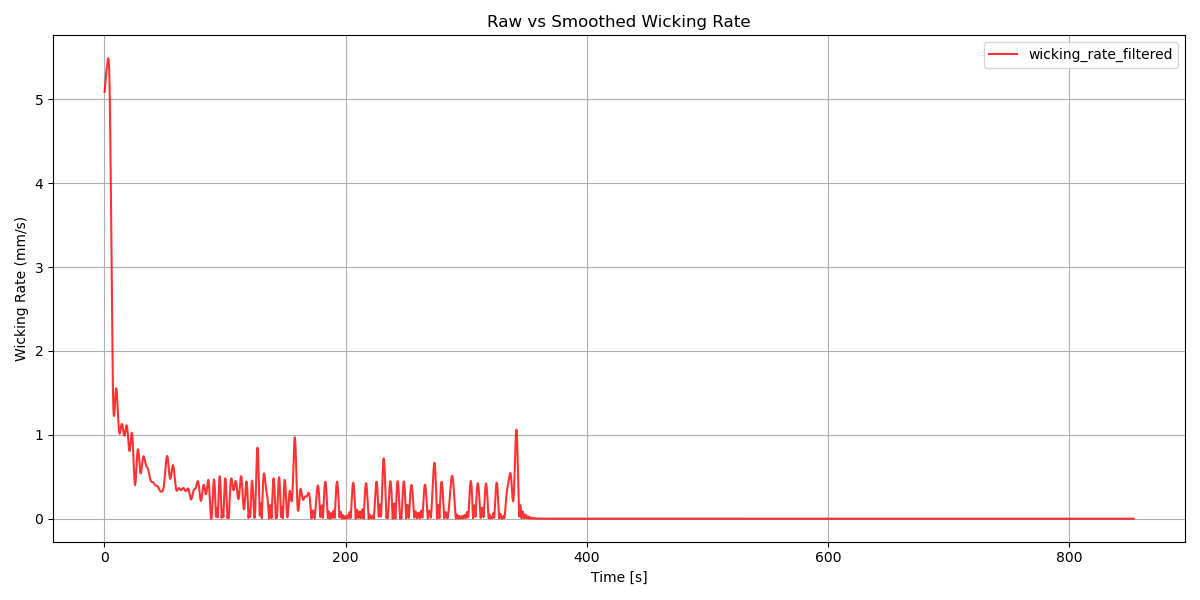 Raw vs Smoothed Wicking Rate
wicking_rate_filtered
Wicking Rate (mm/s)
5
4
3
2
1
0
0 200 400 600 800
Time [s]